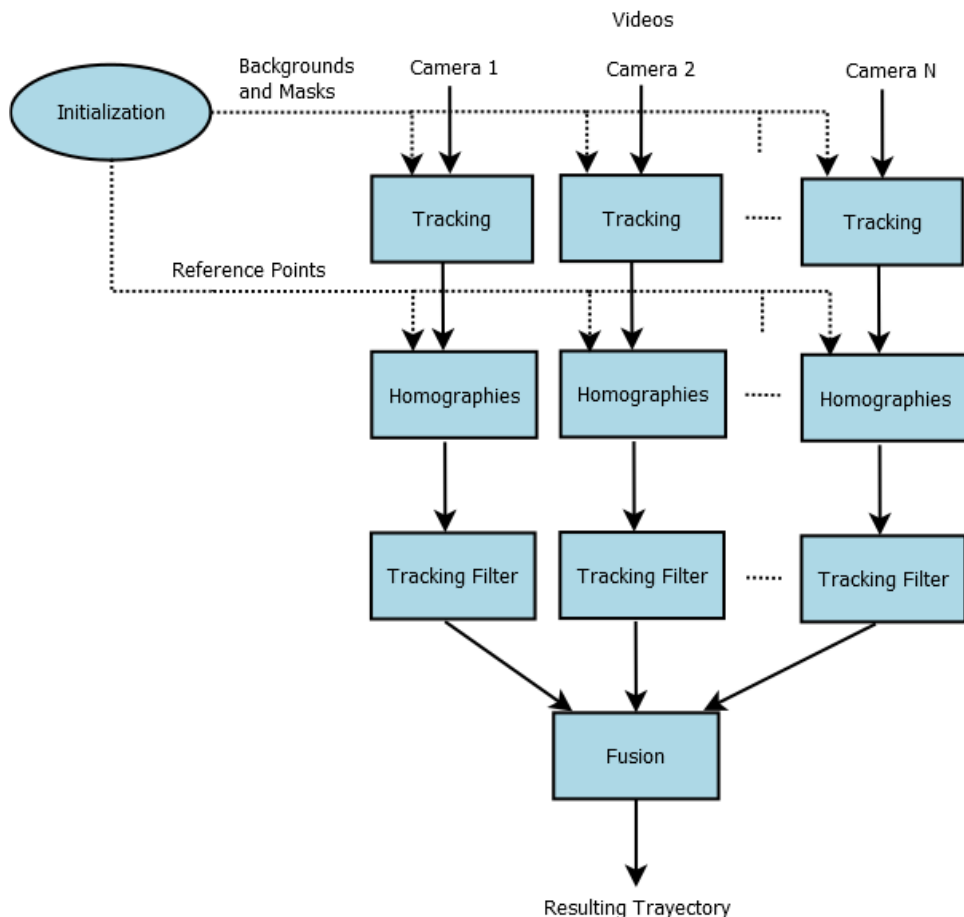 Videos
Backgrounds
and Masks
Camera 1
Camera 2
Camera N
Initialization
Tracking
Tracking
Tracking
Reference Points
Homographies
Homographies
Homographies
Tracking Filter
Tracking Filter
Tracking Filter
Fusion
Resulting Trayectory